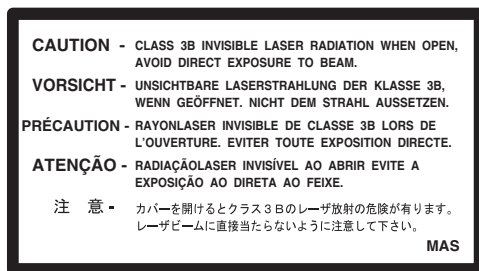 CAUTION - CLASS 3B INVISIBLE LASER RADIATION WHEN OPEN,
AVOID DIRECT EXPOSURE TO BEAM.
VORSICHT - UNSICHTBARE LASERSTRAHLUNG DER KLASSE 3B,
WENN GEÖFFNET. NICHT DEM STRAHL AUSSETZEN.
PRÉCAUTION - RAYONLASER INVISIBLE DE CLASSE 3B LORS DE
L'OUVERTURE. EVITER TOUTE EXPOSITION DIRECTE.
ATENÇÃO - RADIAÇÃOLASER INVISÍVEL AO ABRIR EVITE A
EXPOSIÇÃO AO DIRETA AO FEIXE.
注 意 - カバーを開けるとクラス3Bのレーザ放射の危険が有ります。
レーザビームに直接当たらないように注意して下さい。
MAS